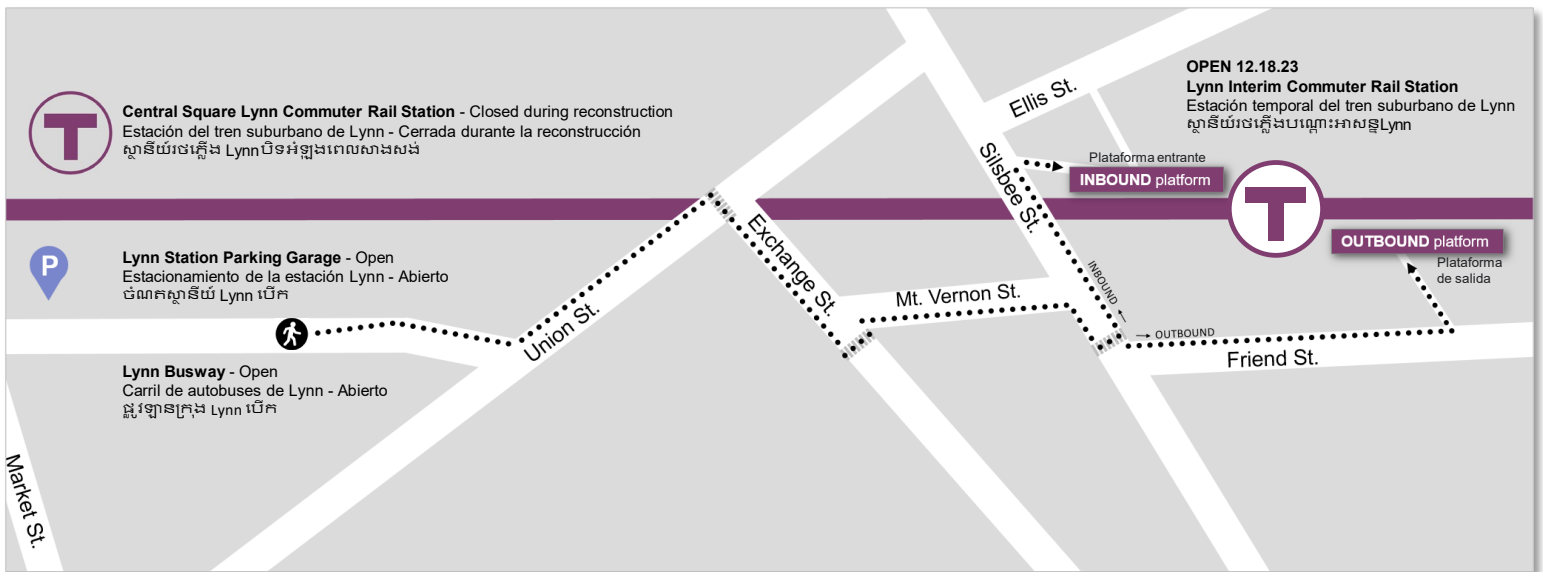 Central Square Lynn Commuter Rail Station - Closed during reconstruction
Estación del tren suburbano de Lynn - Cerrada durante la reconstrucción
ស្ថានីយ៍រថភ្លើង Lynnបិទអំឡុងពេលសាងសង់
OPEN 12.18.23
Lynn Interim Commuter Rail Station
Estación temporal del tren suburbano de Lynn
ស្ថានីយ៍រថភ្លើងបណ្តោះអាសន្នLynn
T
Ellis St.
Silsbee St.
Plataforma entrante
INBOUND platform
T
OUTBOUND platform
Plataforma
de salida
P
Lynn Station Parking Garage - Open
Estacionamiento de la estación Lynn - Abierto
ចំណតស្ថានីយ៍ Lynn បើក
Exchange St.
Union St.
Mt. Vernon St.
INBOUND
OUTBOUND
Friend St.
Lynn Busway - Open
Carril de autobuses de Lynn - Abierto
ផ្លូវឡានក្រុង Lynn បើក
Market St.